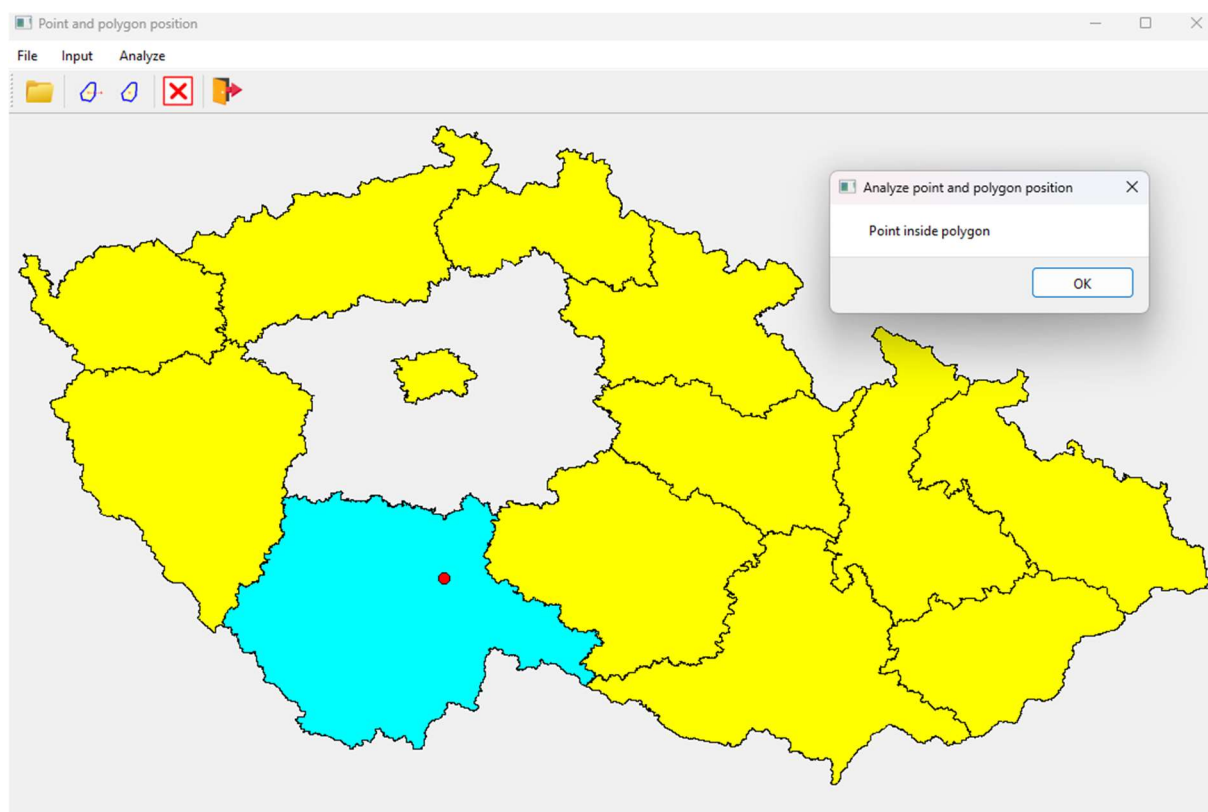 Point and polygon position
File Input Analyze
Analyze point and polygon position
Point inside polygon
OK